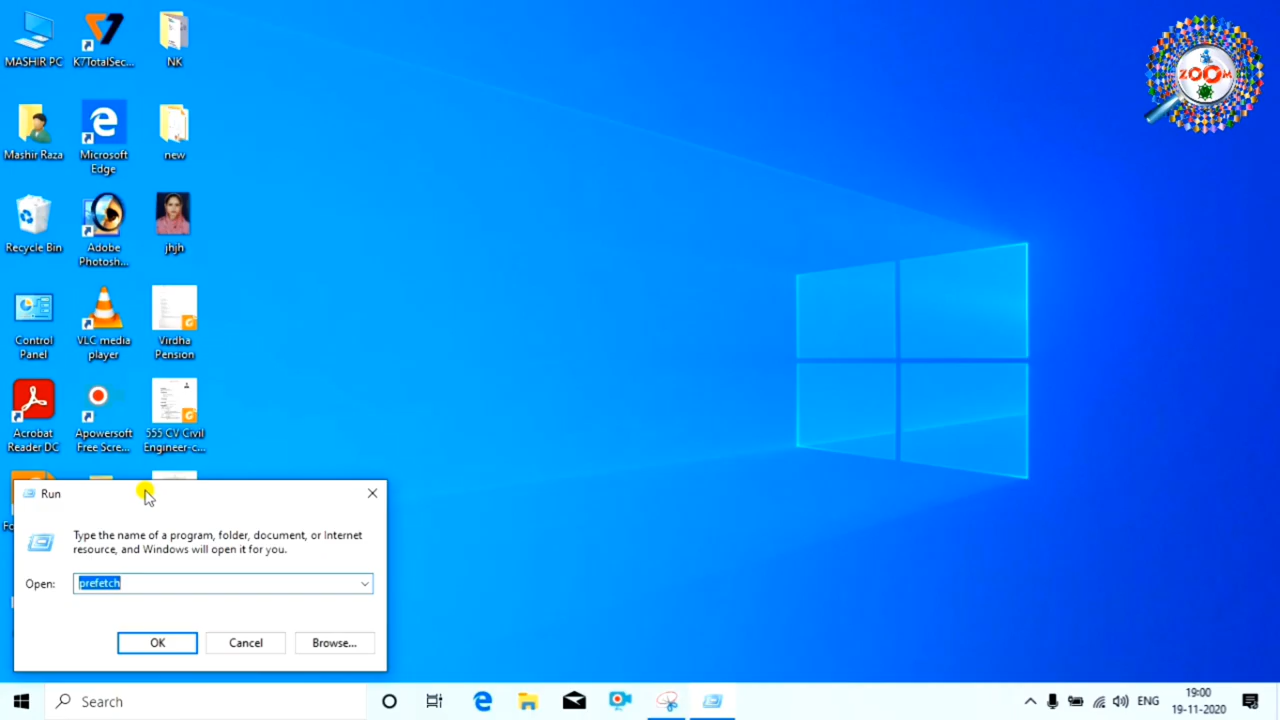 MASHIR PC
K7TotalSec...
NK
Mashir Raza
Microsoft
Edge
new
Recycle Bin
Adobe
Photosh...
jhjh
Control
Panel
VLC media
player
Virdha
Pension
Acrobat
Reader DC
Apowersoft
Free Scre...
555 CV Civil
Engineer-c...
ZOOM
Run
Type the name of a program, folder, document, or Internet
resource, and Windows will open it for you.
Open:
prefetch
OK
Cancel
Browse...
Search
ENG
19:00
19-11-2020